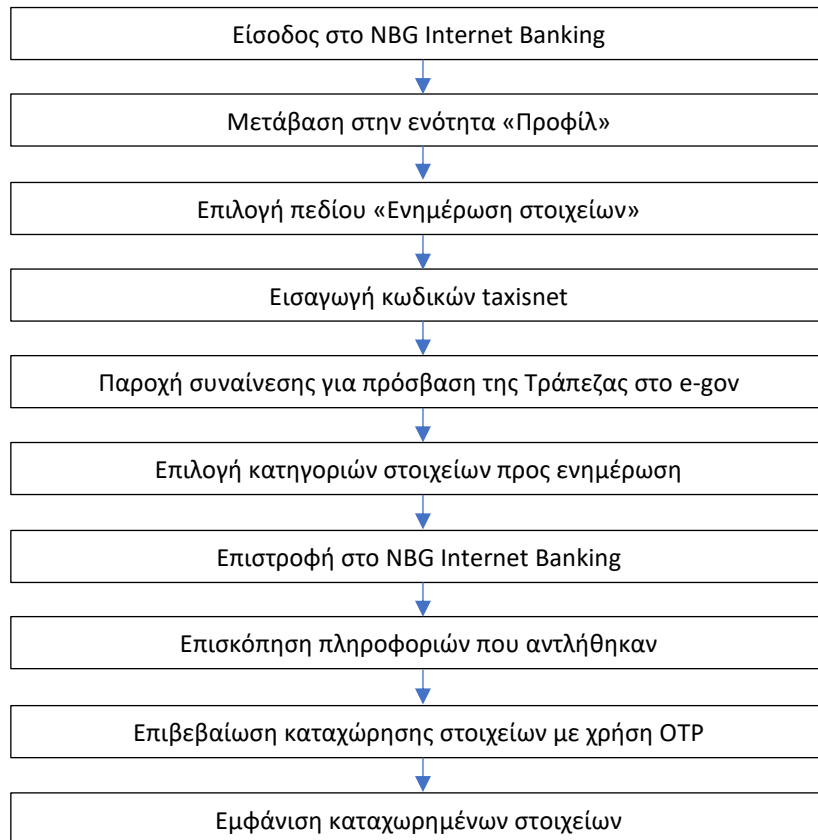 Είσοδος στο NBG Internet Banking
Μετάβαση στην ενότητα «Προφίλ»
Επιλογή πεδίου «Ενημέρωση στοιχείων»
Εισαγωγή κωδικών taxisnet
Παροχή συναίνεσης για πρόσβαση της Τράπεζας στο e-gov
Επιλογή κατηγοριών στοιχείων προς ενημέρωση
Επιστροφή στο NBG Internet Banking
Επισκόπηση πληροφοριών που αντλήθηκαν
Επιβεβαίωση καταχώρησης στοιχείων με χρήση OTP
Εμφάνιση καταχωρημένων στοιχείων